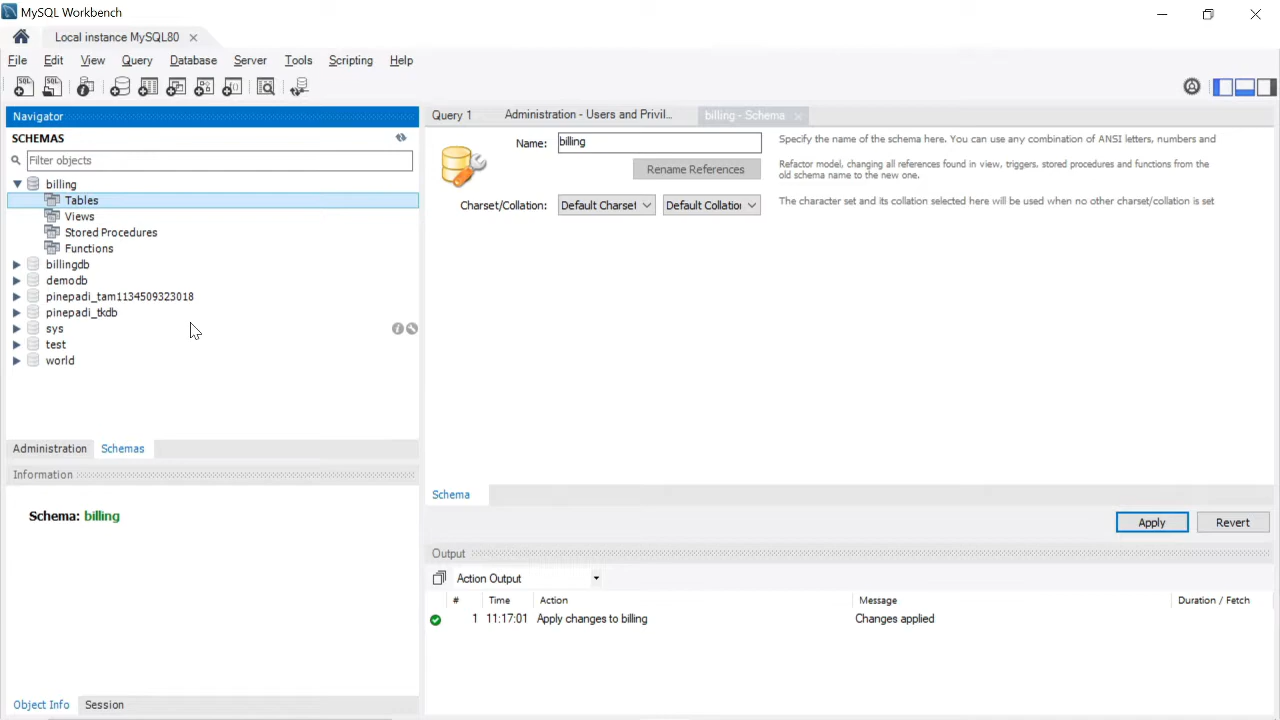 MySQL Workbench
Local instance MySQL80
File Edit View Query Database Server Tools Scripting Help
Navigator
SCHEMAS
Filter objects
billing
Tables
Views
Stored Procedures
Functions
billingdb
demodb
pinepadi_tam1134509323018
pinepadi_tkdb
sys
test
world
Administration Schemas
Information
Schema: billing
Object Info Session
Query 1 Administration - Users and Privil... billing - Schema
Name: billing
Specify the name of the schema here. You can use any combination of ANSI letters, numbers and
Rename References
Refactor model, changing all references found in view, triggers, stored procedures and functions from the
old schema name to the new one.
Charset/Collation: Default Charset Default Collation
The character set and its collation selected here will be used when no other charset/collation is set
Schema
Apply Revert
Output
Action Output
# Time Action Message Duration / Fetch
1 11:17:01 Apply changes to billing Changes applied